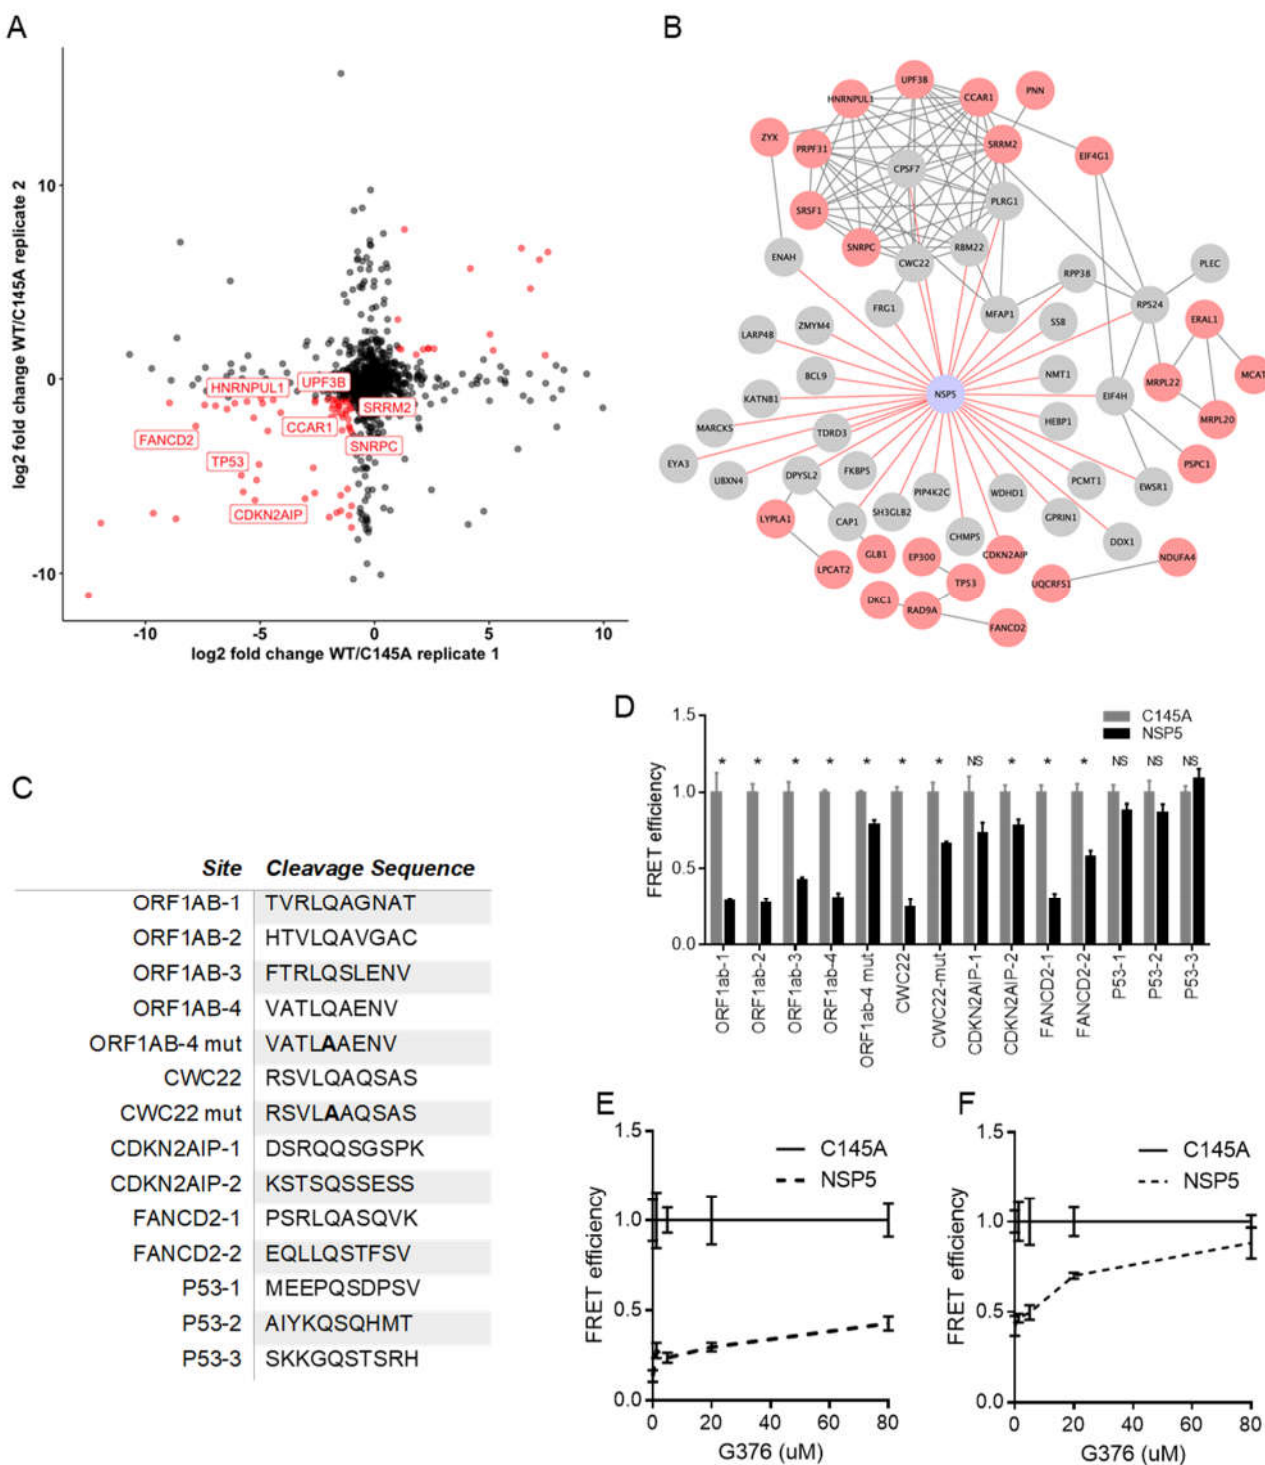 A
10
0
-10
log2 fold change WT/C145A replicate 2
HNRNPUL1
UPF3B
SRRM2
CCAR1
FANCD2
SNRPC
TP53
CDKN2AIP
-10
-5
0
5
10
log2 fold change WT/C145A replicate 1
B
UPF3B
PNN
HNRNPUL1
CCAR1
ZYX
PRPF31
SRRM2
EIF4G1
CPSF7
PLRG1
SRSF1
SNRPC
RBM22
PLEC
ENAH
CWC22
RPP38
RPS24
FRG1
MFAP1
SSB
ERAL1
LARP4B
ZMYM4
BCL9
NMT1
MCAT
MRPL22
KATNB1
NSP5
EIF4H
HEBP1
MRPL20
MARCKS
TDRD3
EYA3
UBXN4
DPYSL2
FKBP5
PCMT1
EWSR1
PSPC1
PIP4K2C
WDHD1
LYPLA1
CAP1
SH3GLB2
GPRIN1
CHMP5
DDX1
GLB1
EP300
CDKN2AIP
NDUFA4
LPCAT2
TP53
UQCRFS1
DKC1
RAD9A
FANCD2
C
Site Cleavage Sequence
ORF1AB-1 TVRLQAGNAT
ORF1AB-2 HTVLQAVGAC
ORF1AB-3 FTRLQSLENV
ORF1AB-4 VATLQAENV
ORF1AB-4 mut VATLAAENV
CWC22 RSVLQAQSAS
CWC22 mut RSVLAAQSAS
CDKN2AIP-1 DSRQQSGSPK
CDKN2AIP-2 KSTSQSSESS
FANCD2-1 PSRLQASQVK
FANCD2-2 EQLLQSTFSV
P53-1 MEEPQSDPSV
P53-2 AIYKQSQHMT
P53-3 SKKGQSTSRH
D
C145A
NSP5
1.5
1.0
0.5
0.0
FRET efficiency
* * * * * * * NS * * * NS NS NS
ORF1ab-1
ORF1ab-2
ORF1ab-3
ORF1ab-4
ORF1ab-4 mut
CWC22
CWC22-mut
CDKN2AIP-1
CDKN2AIP-2
FANCD2-1
FANCD2-2
P53-1
P53-2
P53-3
E
1.5
1.0
0.5
0.0
FRET efficiency
C145A
NSP5
0 20 40 60 80
G376 (uM)
F
1.5
1.0
0.5
0.0
FRET efficiency
C145A
NSP5
0 20 40 60 80
G376 (uM)